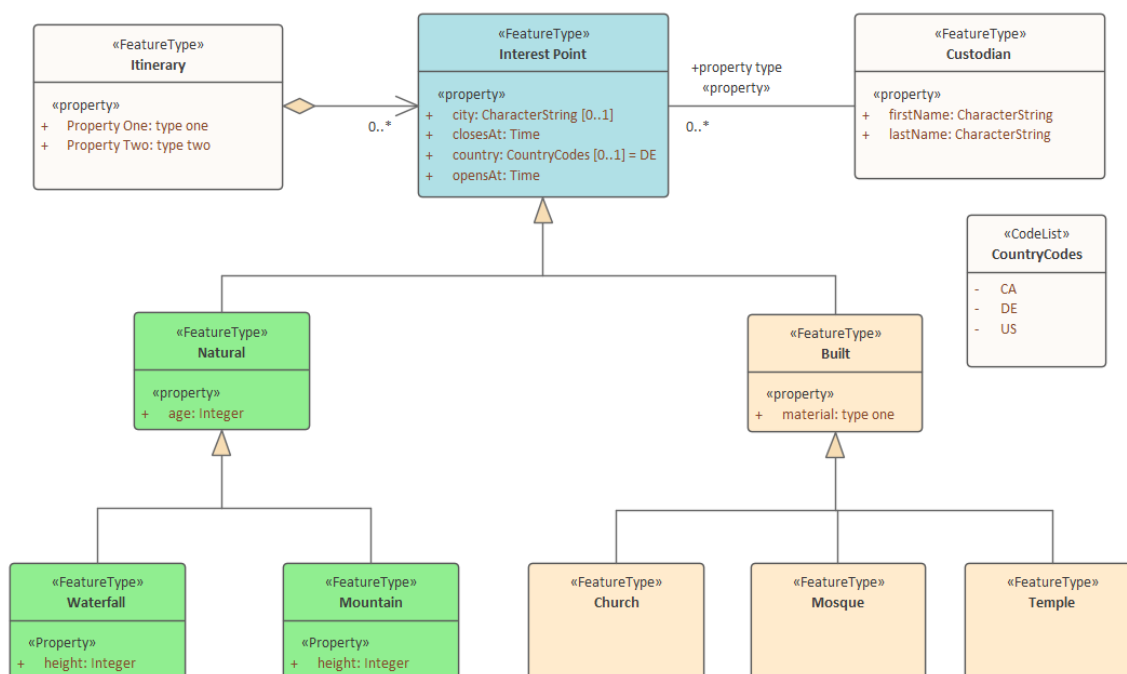 «FeatureType»
Itinerary
«property»
+ Property One: type one
+ Property Two: type two
0..*
«FeatureType»
Interest Point
«property»
+ city: CharacterString [0..1]
+ closesAt: Time
+ country: CountryCodes [0..1] = DE
+ opensAt: Time
+property type
«property»
0..*
«FeatureType»
Custodian
«property»
+ firstName: CharacterString
+ lastName: CharacterString
«CodeList»
CountryCodes
- CA
- DE
- US
«FeatureType»
Natural
«property»
+ age: Integer
«FeatureType»
Built
«property»
+ material: type one
«FeatureType»
Waterfall
«Property»
+ height: Integer
«FeatureType»
Mountain
«Property»
+ height: Integer
«FeatureType»
Church
«FeatureType»
Mosque
«FeatureType»
Temple